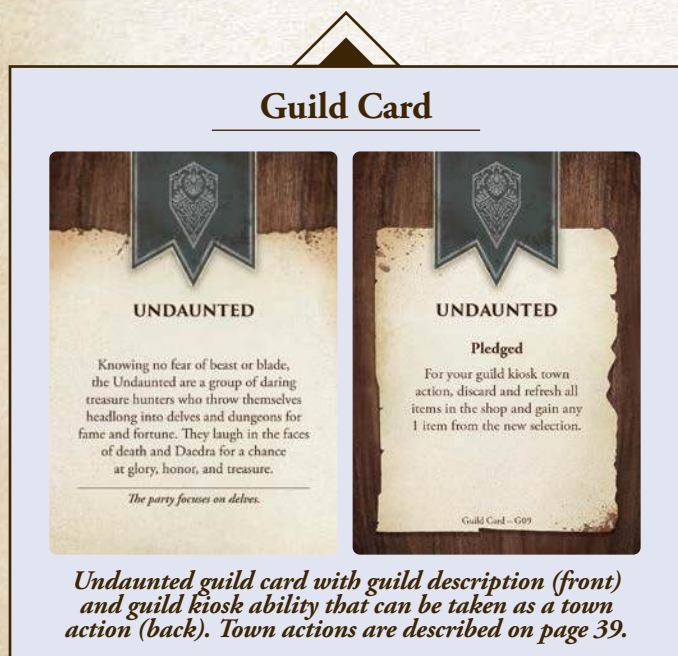 Guild Card
UNDAUNTED
Knowing no fear of beast or blade,
the Undaunted are a group of daring
treasure hunters who throw themselves
headlong into delves and dungeons for
fame and fortune. They laugh in the faces
of death and Daedra for a chance
at glory, honor, and treasure.
The party focuses on delves.
UNDAUNTED
Pledged
For your guild kiosk town
action, discard and refresh all
items in the shop and gain any
1 item from the new selection.
Guild Card – G09
Undaunted guild card with guild description (front)
and guild kiosk ability that can be taken as a town
action (back). Town actions are described on page 39.